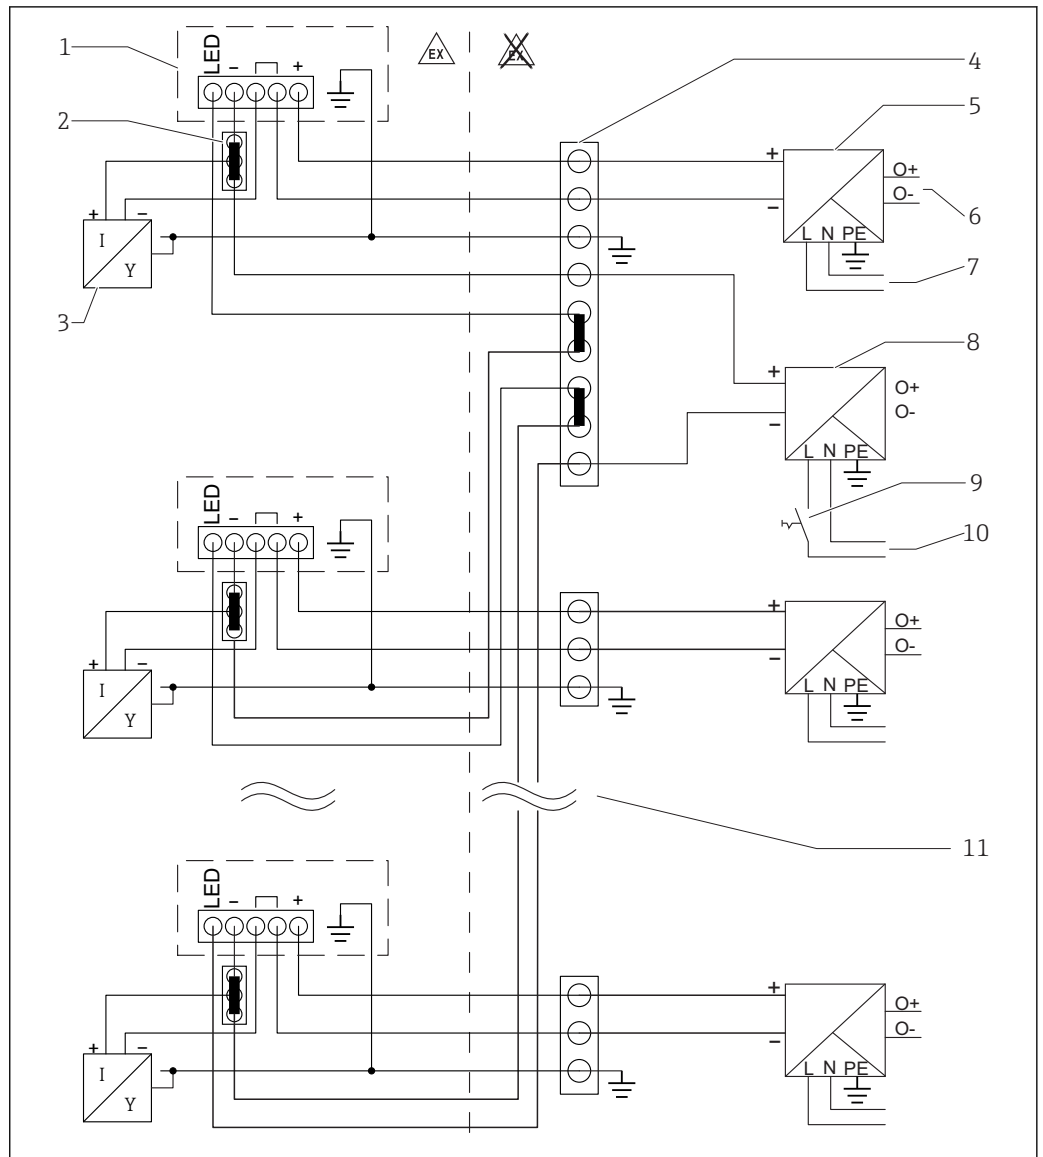 1
LED
- +
EX
EX
4
2
5
+
O+
O-
-
6
+ -
I
Y
L N PE
7
3
8
+
O+
O-
-
L N PE
9
LED
- +
10
+
O+
O-
-
+ -
I
Y
L N PE
11
LED
- +
+
O+
O-
-
+ -
I
Y
L N PE